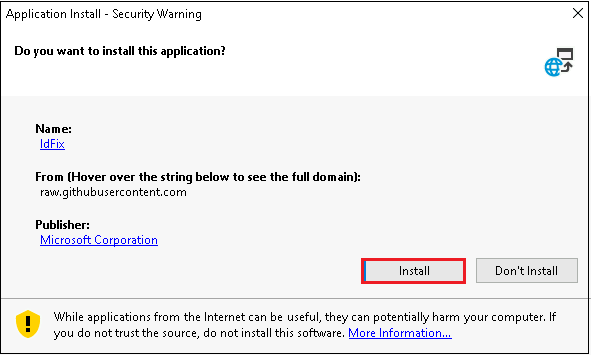 Application Install - Security Warning
Do you want to install this application?
Name:
IdFix
From (Hover over the string below to see the full domain):
raw.githubusercontent.com
Publisher:
Microsoft Corporation
Install
Don't Install
While applications from the Internet can be useful, they can potentially harm your computer. If
you do not trust the source, do not install this software. More Information...